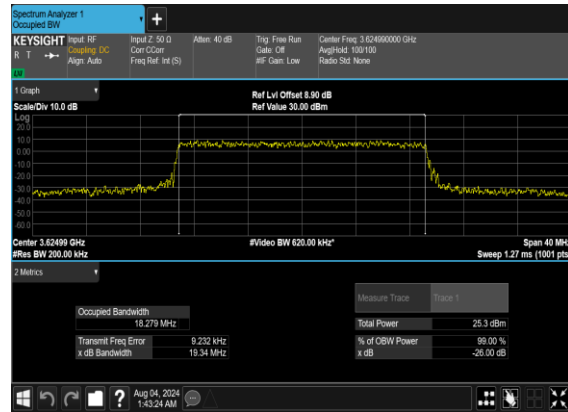 Spectrum Analyzer 1
Occupied BW
+
KEYSIGHT
R T
LXI
Input: RF
Coupling: DC
Align: Auto
Input Z: 50 Ω
Corr CCorr
Freq Ref: Int (S)
Atten: 40 dB
Trig: Free Run
Gate: Off
#IF Gain: Low
Center Freq: 3.624990000 GHz
Avg|Hold: 100/100
Radio Std: None
1 Graph
Scale/Div 10.0 dB
Ref Lvl Offset 8.90 dB
Ref Value 30.00 dBm
Log
20.0
10.0
0.00
-10.0
-20.0
-30.0
-40.0
-50.0
-60.0
Center 3.62499 GHz
#Res BW 200.00 kHz
#Video BW 620.00 kHz*
Span 40 MHz
Sweep 1.27 ms (1001 pts
2 Metrics
Measure Trace
Trace 1
Occupied Bandwidth
18.279 MHz
Total Power
25.3 dBm
Transmit Freq Error
9.232 kHz
% of OBW Power
99.00 %
x dB Bandwidth
19.34 MHz
x dB
-26.00 dB
?
Aug 04, 2024
1:43:24 AM